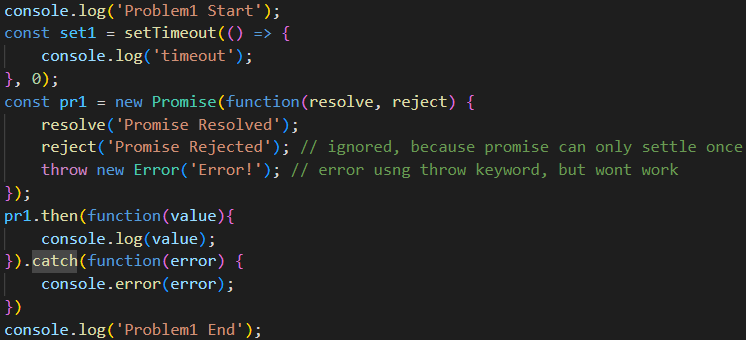 console.log('Problem1 Start');
const set1 = setTimeout(() => {
    console.log('timeout');
}, 0);
const pr1 = new Promise(function(resolve, reject) {
    resolve('Promise Resolved');
    reject('Promise Rejected'); // ignored, because promise can only settle once
    throw new Error('Error!'); // error usng throw keyword, but wont work
});
pr1.then(function(value){
    console.log(value);
}).catch(function(error) {
    console.error(error);
})
console.log('Problem1 End');